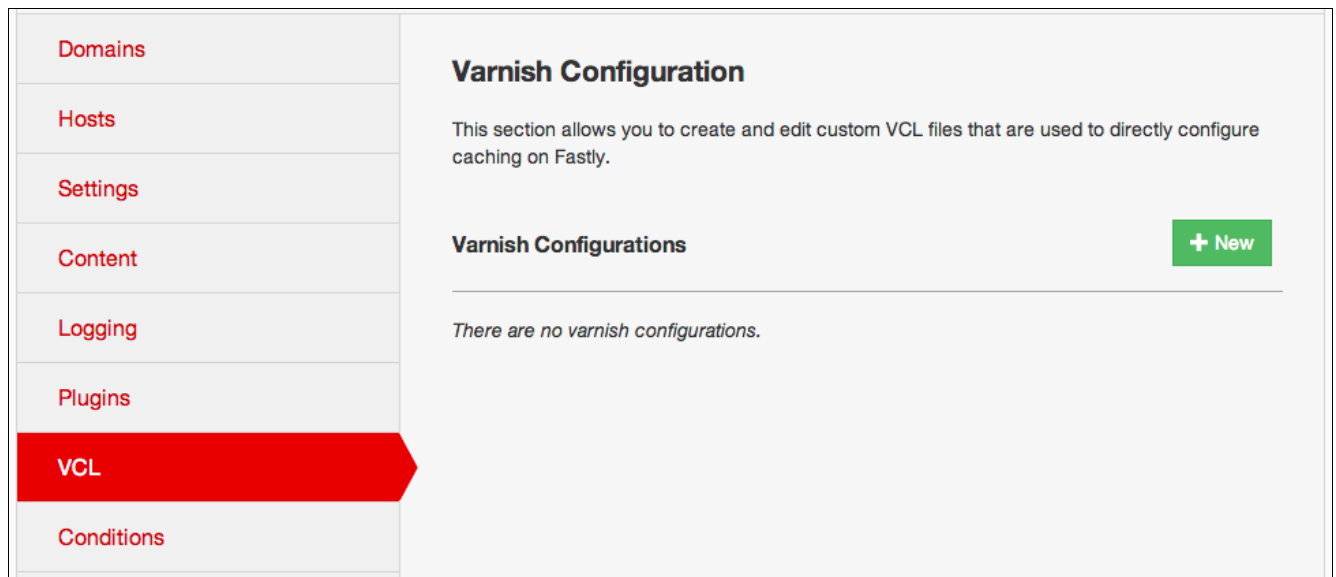 Domains
Hosts
Settings
Content
Logging
Plugins
VCL
Conditions
Varnish Configuration
This section allows you to create and edit custom VCL files that are used to directly configure
caching on Fastly.
Varnish Configurations
+ New
There are no varnish configurations.